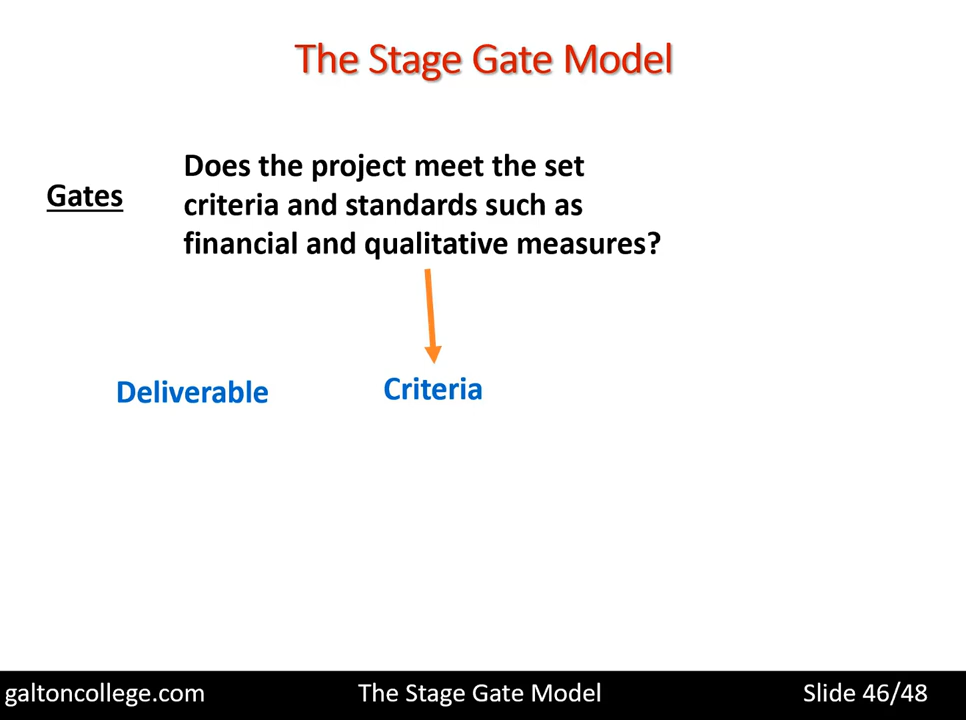 The Stage Gate Model
Gates
Does the project meet the set
criteria and standards such as
financial and qualitative measures?
Deliverable
Criteria
galtoncollege.com
The Stage Gate Model
Slide 46/48